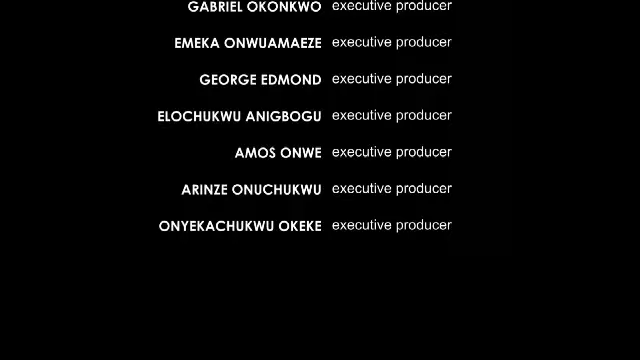 GABRIEL OKONKWO executive producer
EMEKA ONWUAMAEZE executive producer
GEORGE EDMOND executive producer
ELOCHUKWU ANIGBOGU executive producer
AMOS ONWE executive producer
ARINZE ONUCHUKWU executive producer
ONYEKACHUKWU OKEKE executive producer